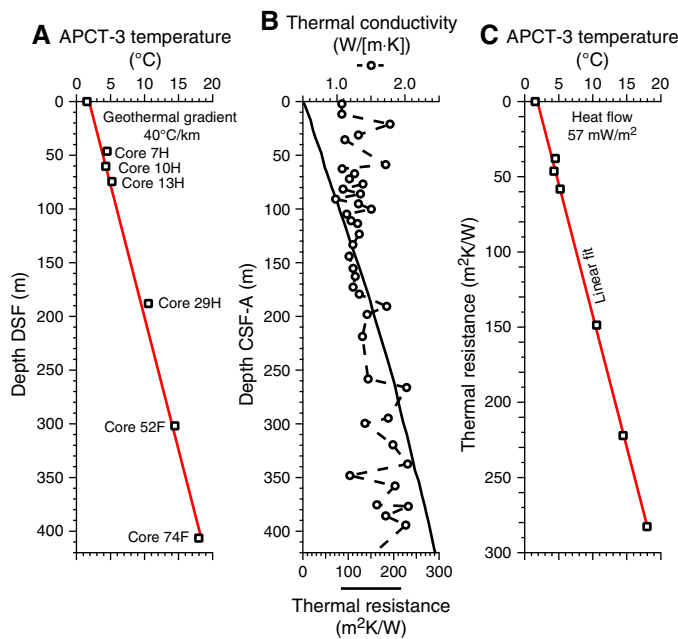 A APCT-3 temperature
(°C)
0 5 10 15 20
Geothermal gradient
40°C/km
Core 7H
Core 10H
Core 13H
Core 29H
Core 52F
Core 74F
0
50
100
150
200
250
300
350
400
Depth DSF (m)
B Thermal conductivity
(W/[m·K])
1.0 2.0
0
50
100
150
200
250
300
350
400
Depth CSF-A (m)
0 100 200 300
Thermal resistance
(m²K/W)
C APCT-3 temperature
(°C)
0 5 10 15 20
Heat flow
57 mW/m²
Linear fit
0
50
100
150
200
250
300
Thermal resistance (m²K/W)